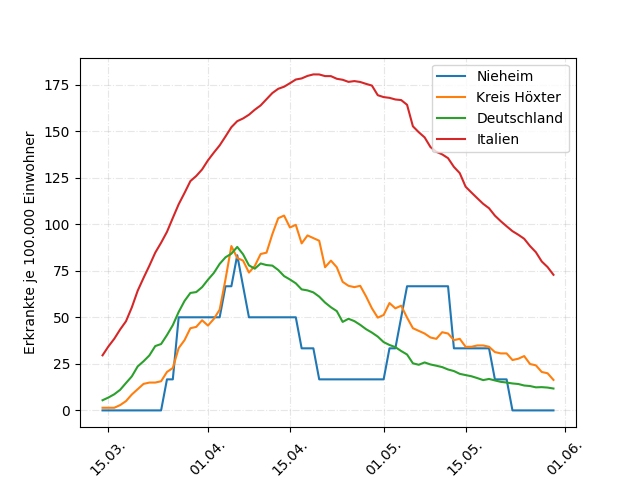 Erkrankte je 100.000 Einwohner
175
150
125
100
75
50
25
0
Nieheim
Kreis Höxter
Deutschland
Italien
15.03.
01.04.
15.04.
01.05.
15.05.
01.06.